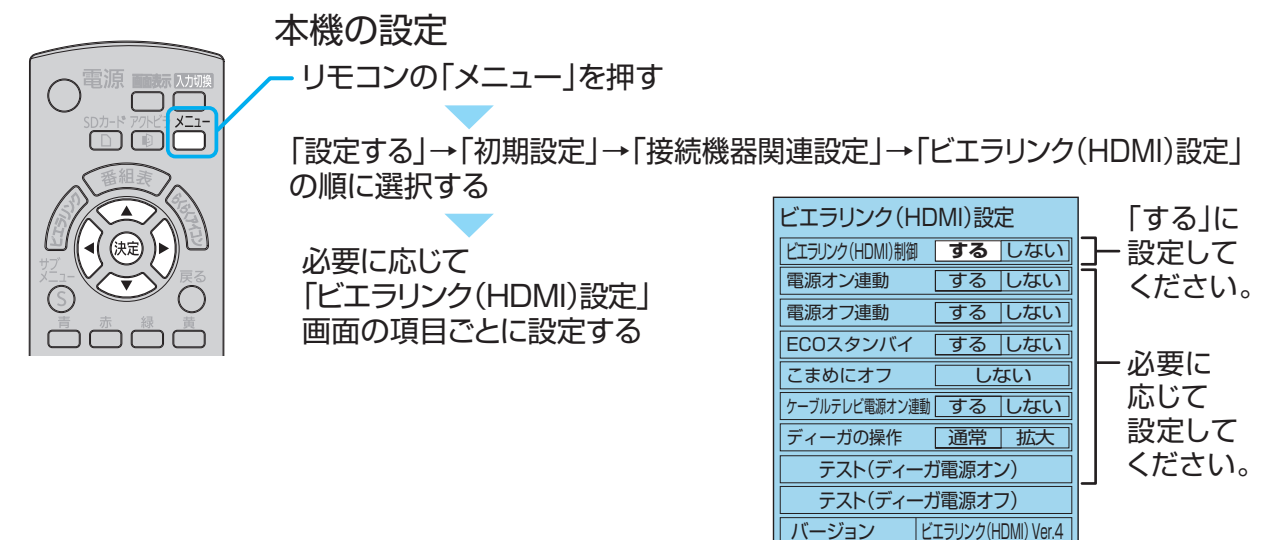 本機の設定
リモコンの「メニュー」を押す
「設定する」→「初期設定」→「接続機器関連設定」→「ビエラリンク(HDMI)設定」
の順に選択する
必要に応じて
「ビエラリンク(HDMI)設定」
画面の項目ごとに設定する
電源 画面表示 入力切換
SDカード アクトビラ メニュー
番組表
ビエラリンク
らくらくアイコン
決定
サブ
メニュー
戻る
S
青 赤 緑 黄
ビエラリンク(HDMI)設定
ビエラリンク(HDMI)制御 する しない
電源オン連動 する しない
電源オフ連動 する しない
ECOスタンバイ する しない
こまめにオフ しない
ケーブルテレビ電源オン連動 する しない
ディーガの操作 通常 拡大
テスト(ディーガ電源オン)
テスト(ディーガ電源オフ)
バージョン ビエラリンク(HDMI) Ver.4
「する」に
設定して
ください。
必要に
応じて
設定して
ください。